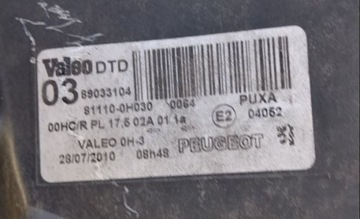 Valeo DTD
03 89033104
81110-0H030 0064 PUXA
00HC/R PL 17.5 02A 01 1a E2 04052
VALEO 0H-3 PEUGEOT
28/07/2010 08h48